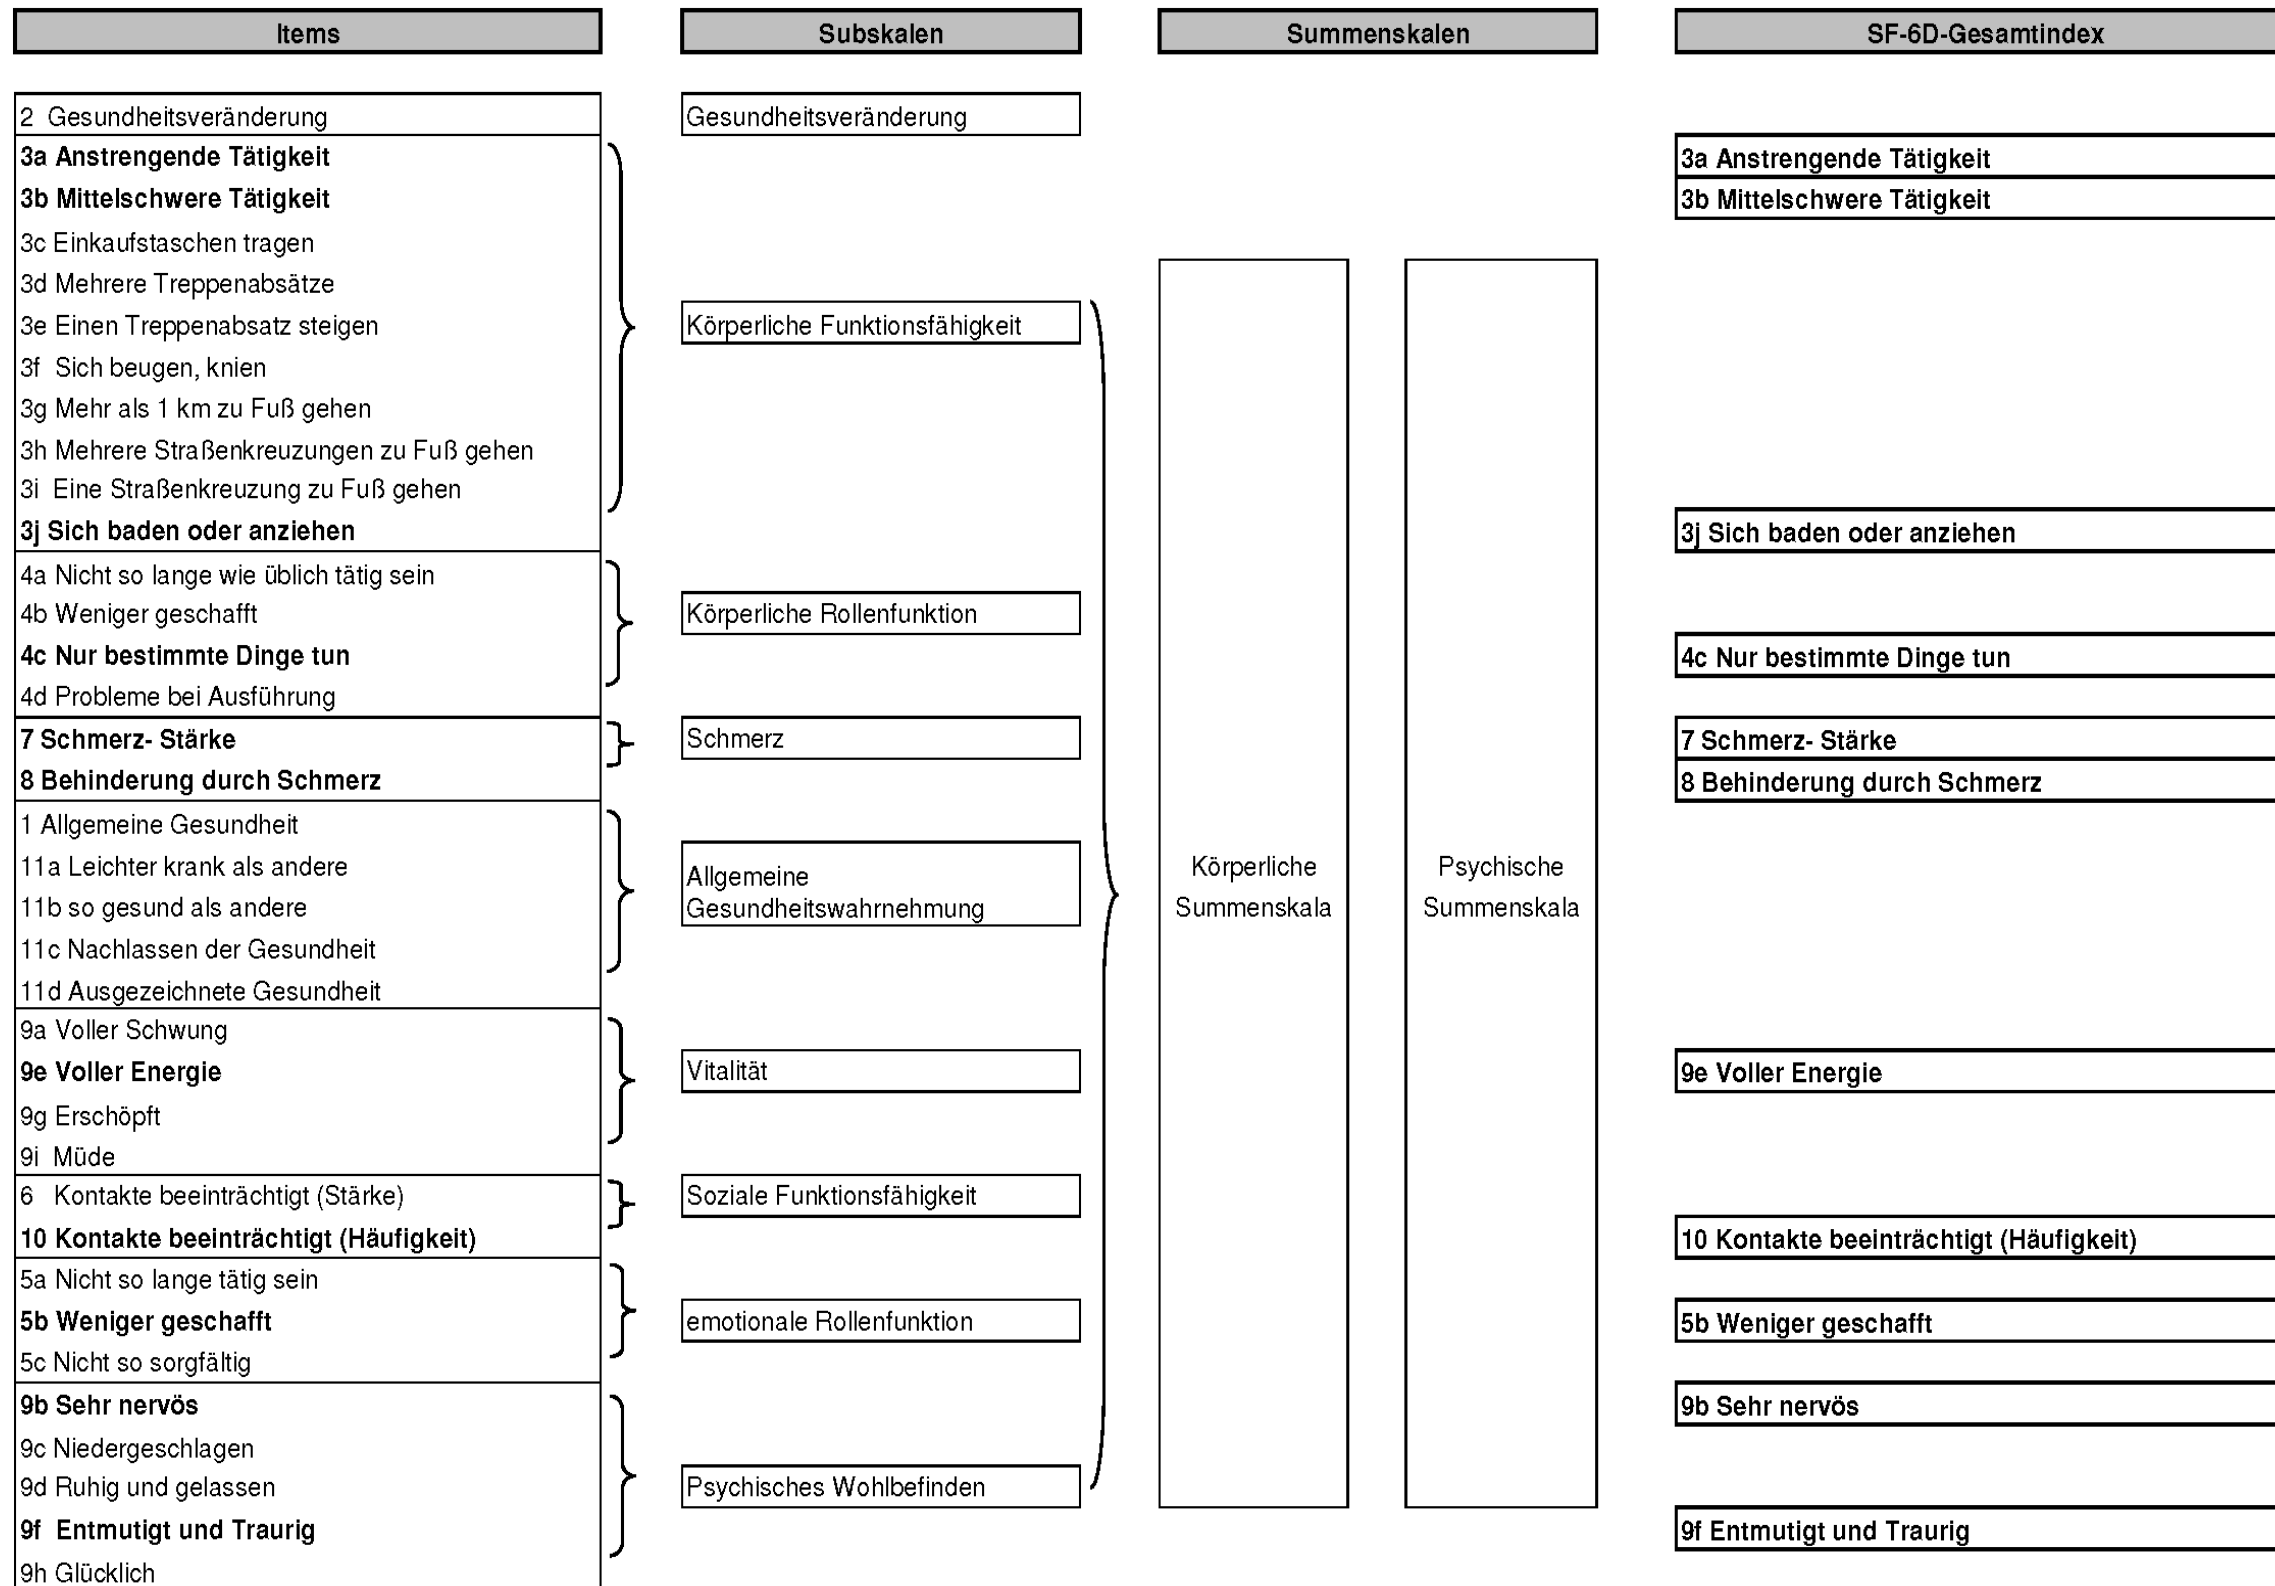 Items
Subskalen
Summenskalen
SF-6D-Gesamtindex
2 Gesundheitsveränderung
3a Anstrengende Tätigkeit
3b Mittelschwere Tätigkeit
3c Einkaufstaschen tragen
3d Mehrere Treppenabsätze
3e Einen Treppenabsatz steigen
3f Sich beugen, knien
3g Mehr als 1 km zu Fuß gehen
3h Mehrere Straßenkreuzungen zu Fuß gehen
3i Eine Straßenkreuzung zu Fuß gehen
3j Sich baden oder anziehen
4a Nicht so lange wie üblich tätig sein
4b Weniger geschafft
4c Nur bestimmte Dinge tun
4d Probleme bei Ausführung
7 Schmerz- Stärke
8 Behinderung durch Schmerz
1 Allgemeine Gesundheit
11a Leichter krank als andere
11b so gesund als andere
11c Nachlassen der Gesundheit
11d Ausgezeichnete Gesundheit
9a Voller Schwung
9e Voller Energie
9g Erschöpft
9i Müde
6 Kontakte beeinträchtigt (Stärke)
10 Kontakte beeinträchtigt (Häufigkeit)
5a Nicht so lange tätig sein
5b Weniger geschafft
5c Nicht so sorgfältig
9b Sehr nervös
9c Niedergeschlagen
9d Ruhig und gelassen
9f Entmutigt und Traurig
9h Glücklich
Gesundheitsveränderung
Körperliche Funktionsfähigkeit
Körperliche Rollenfunktion
Schmerz
Allgemeine
Gesundheitswahrnehmung
Vitalität
Soziale Funktionsfähigkeit
emotionale Rollenfunktion
Psychisches Wohlbefinden
Körperliche
Summenskala
Psychische
Summenskala
3a Anstrengende Tätigkeit
3b Mittelschwere Tätigkeit
3j Sich baden oder anziehen
4c Nur bestimmte Dinge tun
7 Schmerz- Stärke
8 Behinderung durch Schmerz
9e Voller Energie
10 Kontakte beeinträchtigt (Häufigkeit)
5b Weniger geschafft
9b Sehr nervös
9f Entmutigt und Traurig